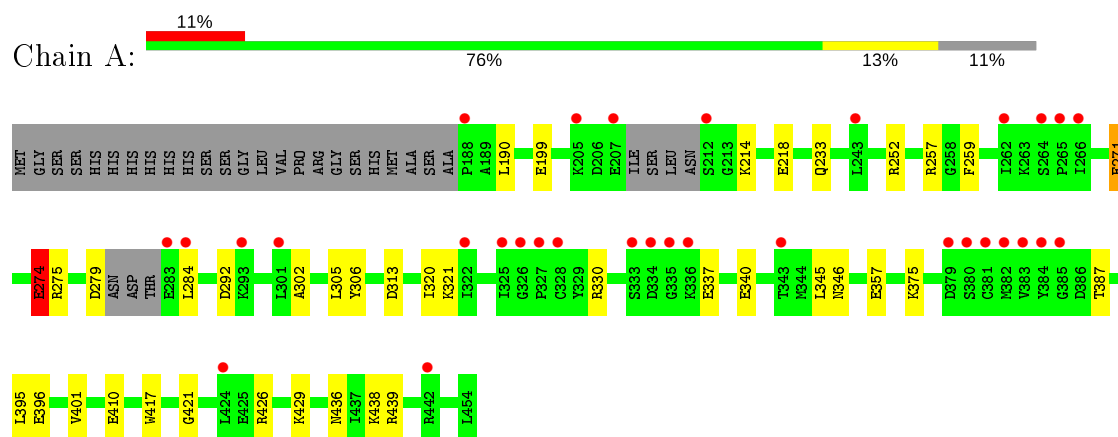 11%
Chain A:
76% 13% 11%
MET GLY SER SER HIS HIS HIS HIS HIS HIS SER SER GLY LEU VAL PRO ARG GLY SER HIS MET ALA SER ALA P188 A189 L190 E199 K205 D206 E207 ILE SER LEU ASN S212 G213 K214 E218 Q233 L243 R252 R257 G258 F259 I262 K263 S264 P265 I266
E274 R275 D279 ASN ASP THR E283 L284 D292 K293 L301 A302 L305 Y306 D313 I320 K321 I322 I325 G326 P327 C328 Y329 R330 S333 D334 G335 K336 E337 E340 T343 M344 L345 N346 E357 K375 D379 S380 C381 M382 V383 Y384 G385 D386 T387
L395 E396 V401 E410 W417 G421 L424 E425 R426 K429 N436 I437 K438 R439 R442 L454